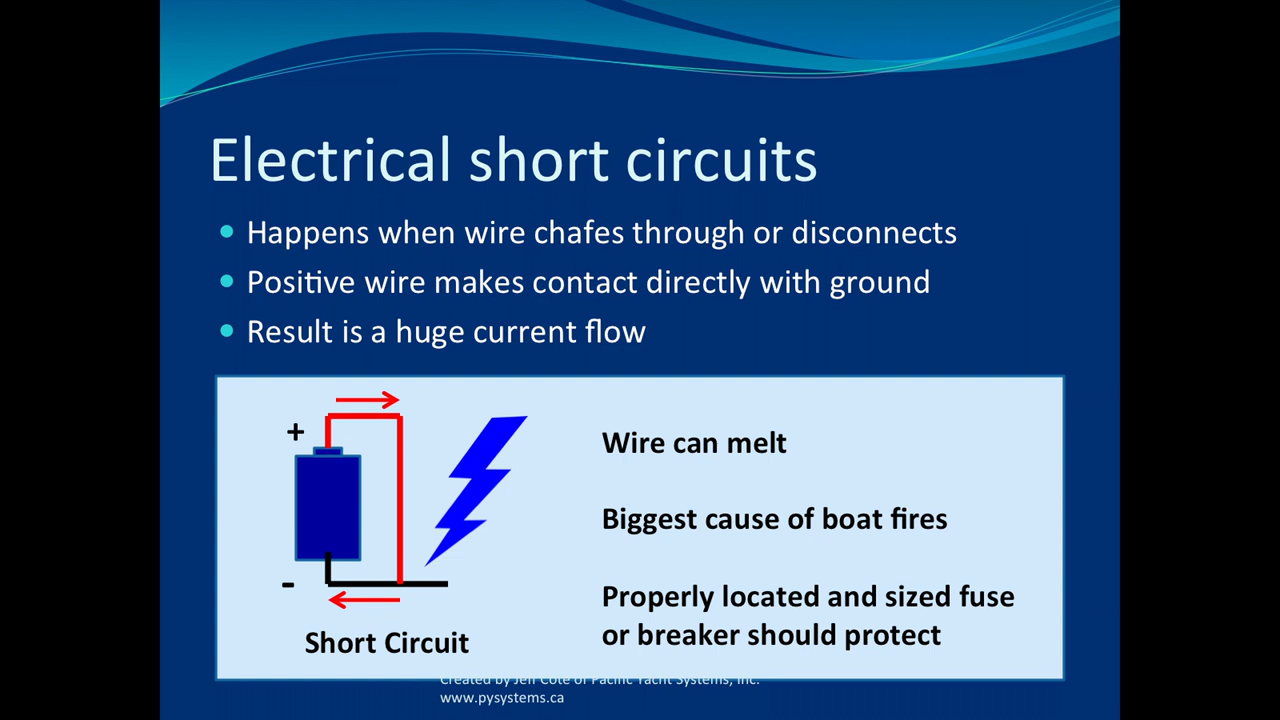 Electrical short circuits
• Happens when wire chafes through or disconnects
• Positive wire makes contact directly with ground
• Result is a huge current flow
+
-
Short Circuit
Wire can melt
Biggest cause of boat fires
Properly located and sized fuse
or breaker should protect
Created by Jeff Cote of Pacific Yacht Systems, Inc.
www.pysystems.ca